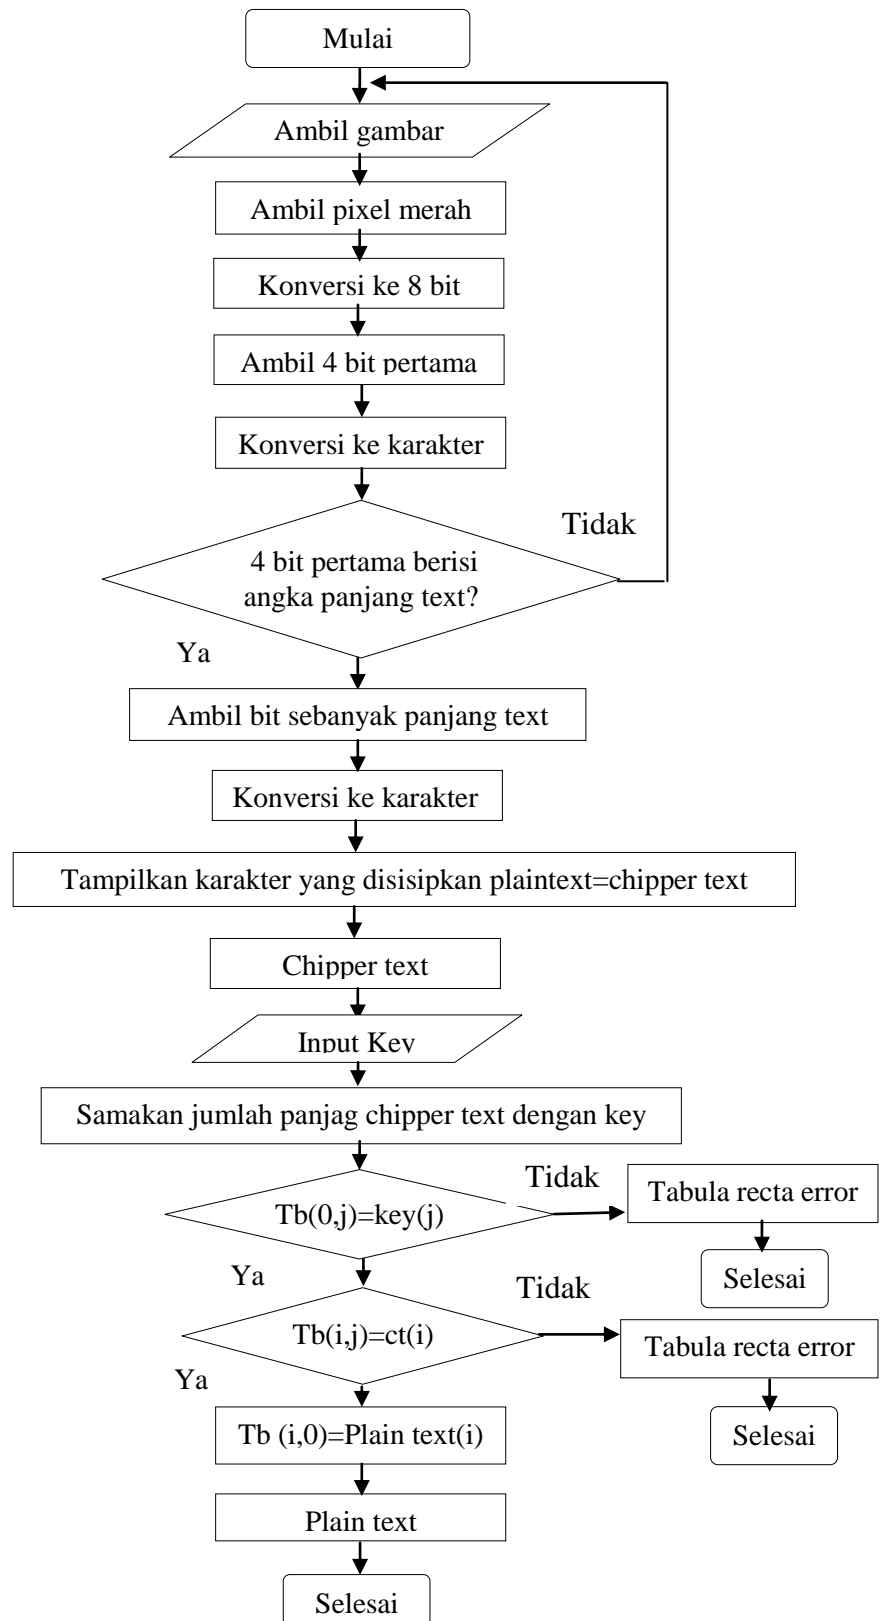 Mulai
Ambil gambar
Ambil pixel merah
Konversi ke 8 bit
Ambil 4 bit pertama
Konversi ke karakter
Tidak
4 bit pertama berisi
angka panjang text?
Ya
Ambil bit sebanyak panjang text
Konversi ke karakter
Tampilkan karakter yang disisipkan plaintext=chipper text
Chipper text
Input Key
Samakan jumlah panjag chipper text dengan key
Tidak
Tb(0,j)=key(j)
Tabula recta error
Ya
Selesai
Tidak
Tb(i,j)=ct(i)
Tabula recta error
Ya
Selesai
Tb (i,0)=Plain text(i)
Plain text
Selesai